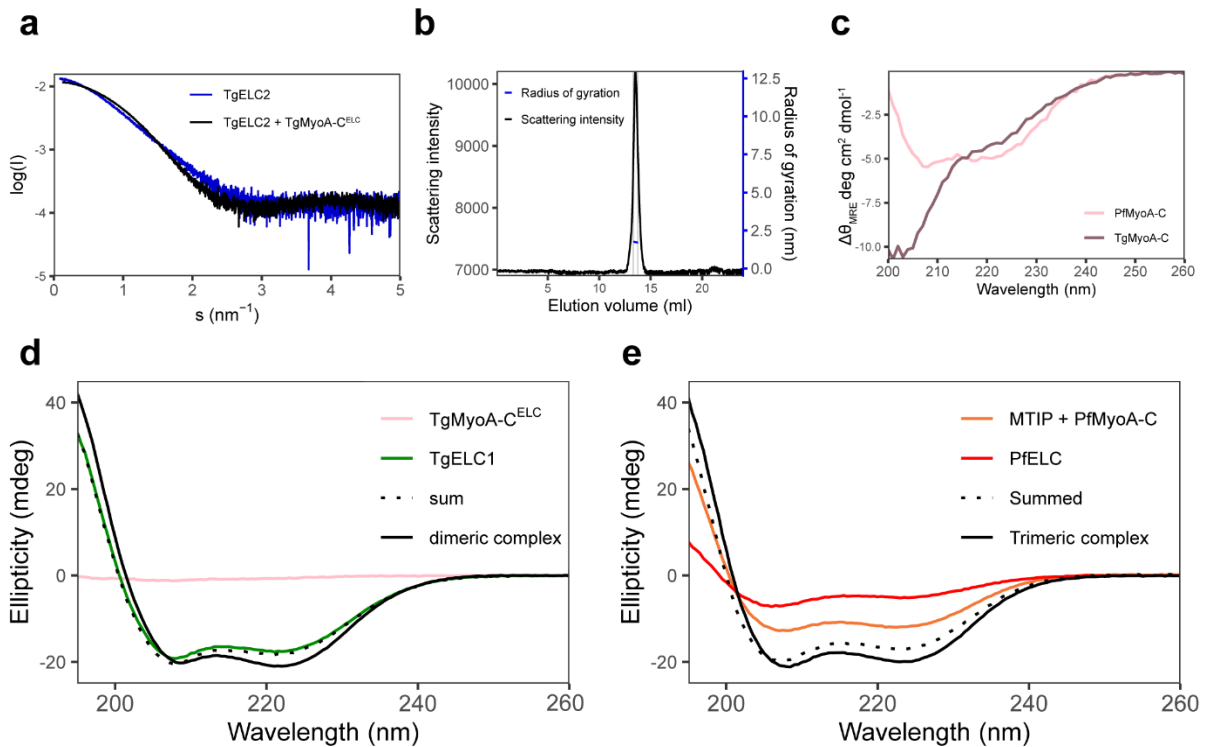 a
log(I)
-2
-3
-4
-5
0
1
2
3
4
5
s (nm⁻¹)
TgELC2
TgELC2 + TgMyoA-Cᴱᴸᶜ
b
Scattering intensity
10000
9000
8000
7000
5
10
15
20
Elution volume (ml)
Radius of gyration
Scattering intensity
12.5
10.0
7.5
5.0
2.5
0.0
Radius of gyration (nm)
c
ΔθMRE deg cm² dmol⁻¹
-2.5
-5.0
-7.5
-10.0
200
210
220
230
240
250
260
Wavelength (nm)
PfMyoA-C
TgMyoA-C
d
Ellipticity (mdeg)
40
20
0
-20
200
220
240
260
Wavelength (nm)
TgMyoA-Cᴱᴸᶜ
TgELC1
sum
dimeric complex
e
Ellipticity (mdeg)
40
20
0
-20
200
220
240
260
Wavelength (nm)
MTIP + PfMyoA-C
PfELC
Summed
Trimeric complex